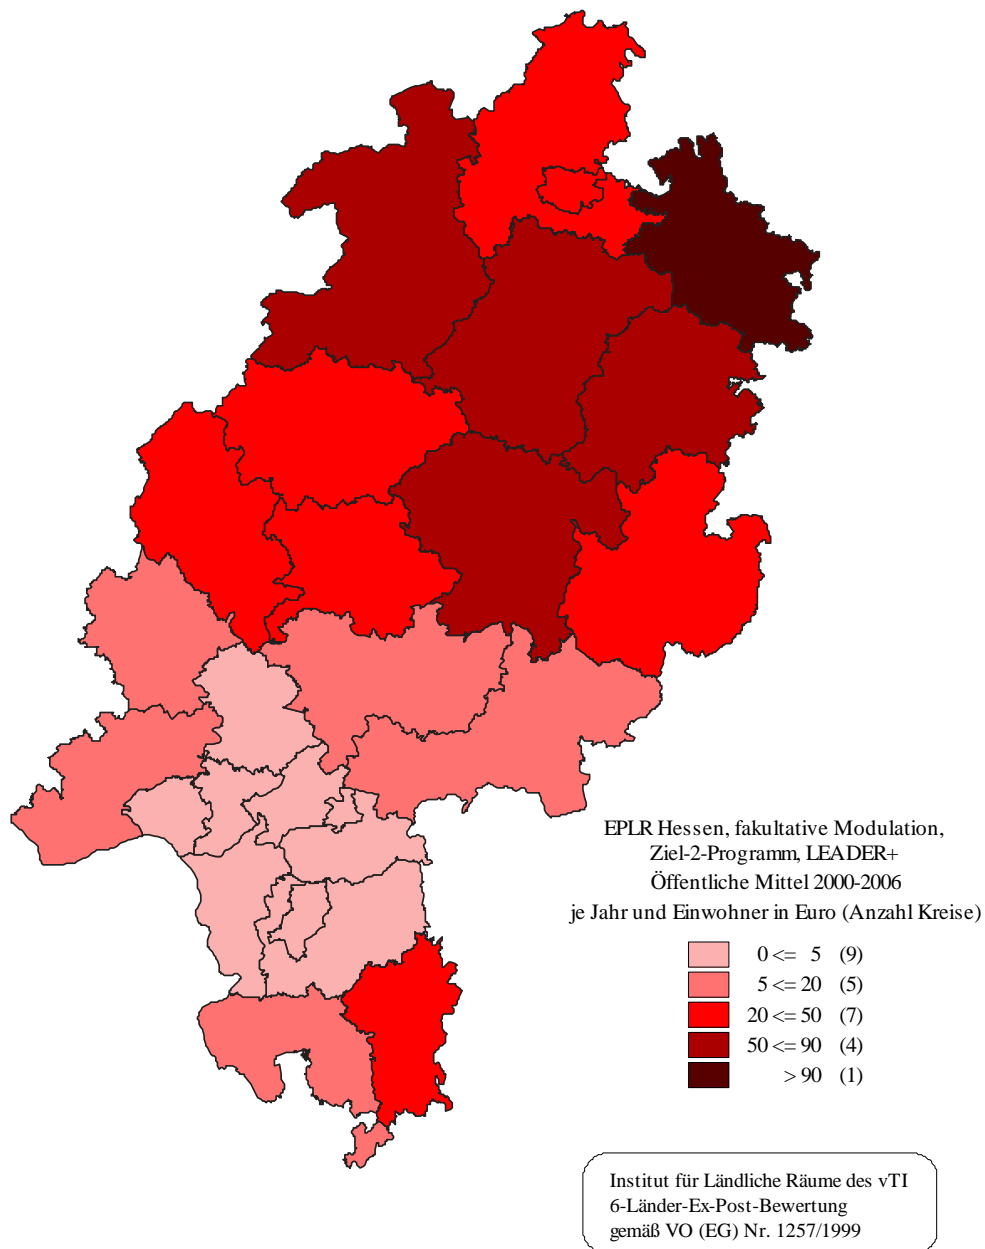 EPLR Hessen, fakultative Modulation,
Ziel-2-Programm, LEADER+
Öffentliche Mittel 2000-2006
je Jahr und Einwohner in Euro (Anzahl Kreise)
0 <= 5 (9)
5 <= 20 (5)
20 <= 50 (7)
50 <= 90 (4)
> 90 (1)
Institut für Ländliche Räume des vTI
6-Länder-Ex-Post-Bewertung
gemäß VO (EG) Nr. 1257/1999